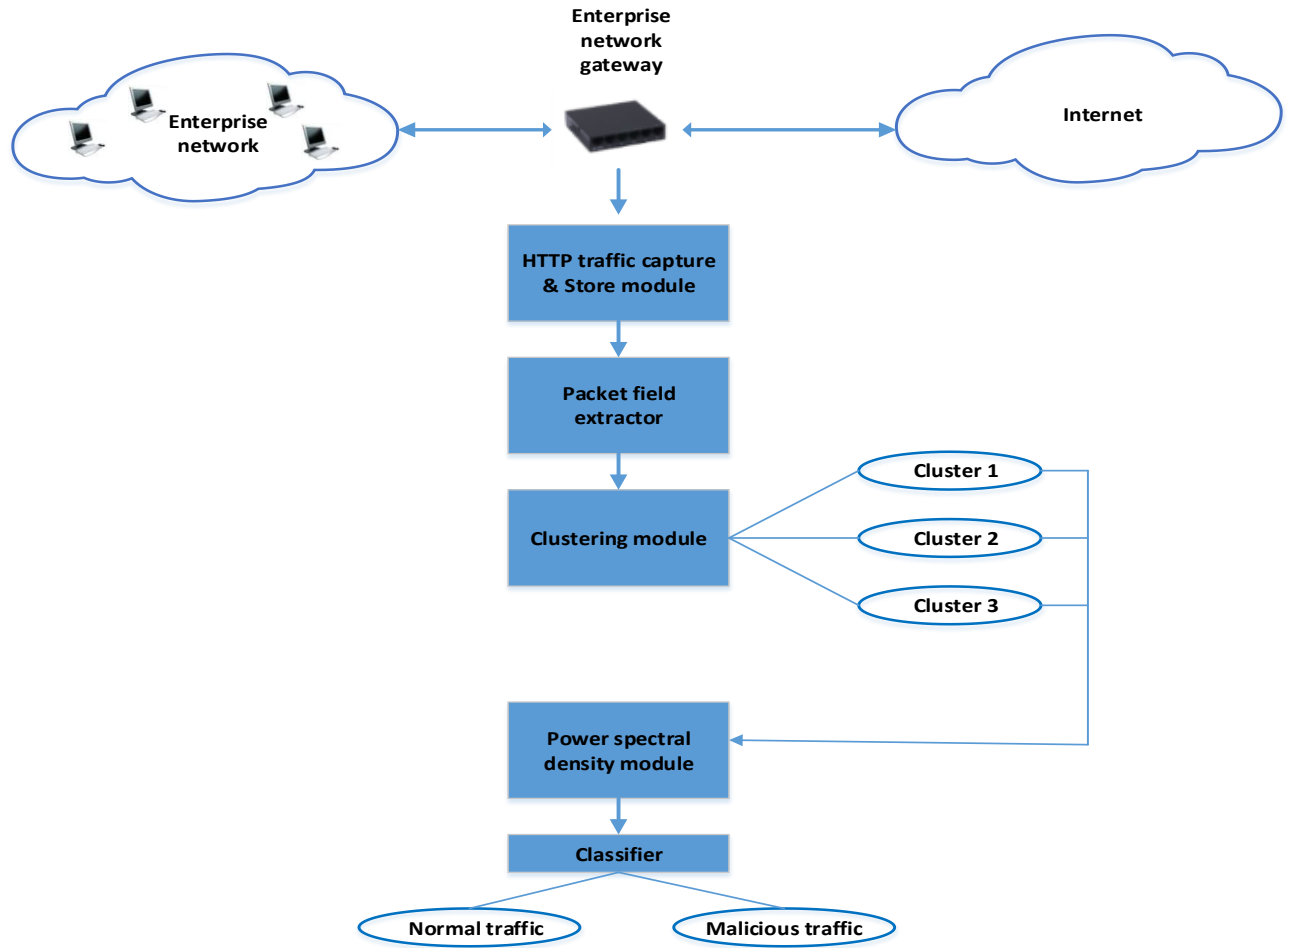 Enterprise
network
gateway
Enterprise
network
Internet
HTTP traffic capture
& Store module
Packet field
extractor
Clustering module
Cluster 1
Cluster 2
Cluster 3
Power spectral
density module
Classifier
Normal traffic
Malicious traffic